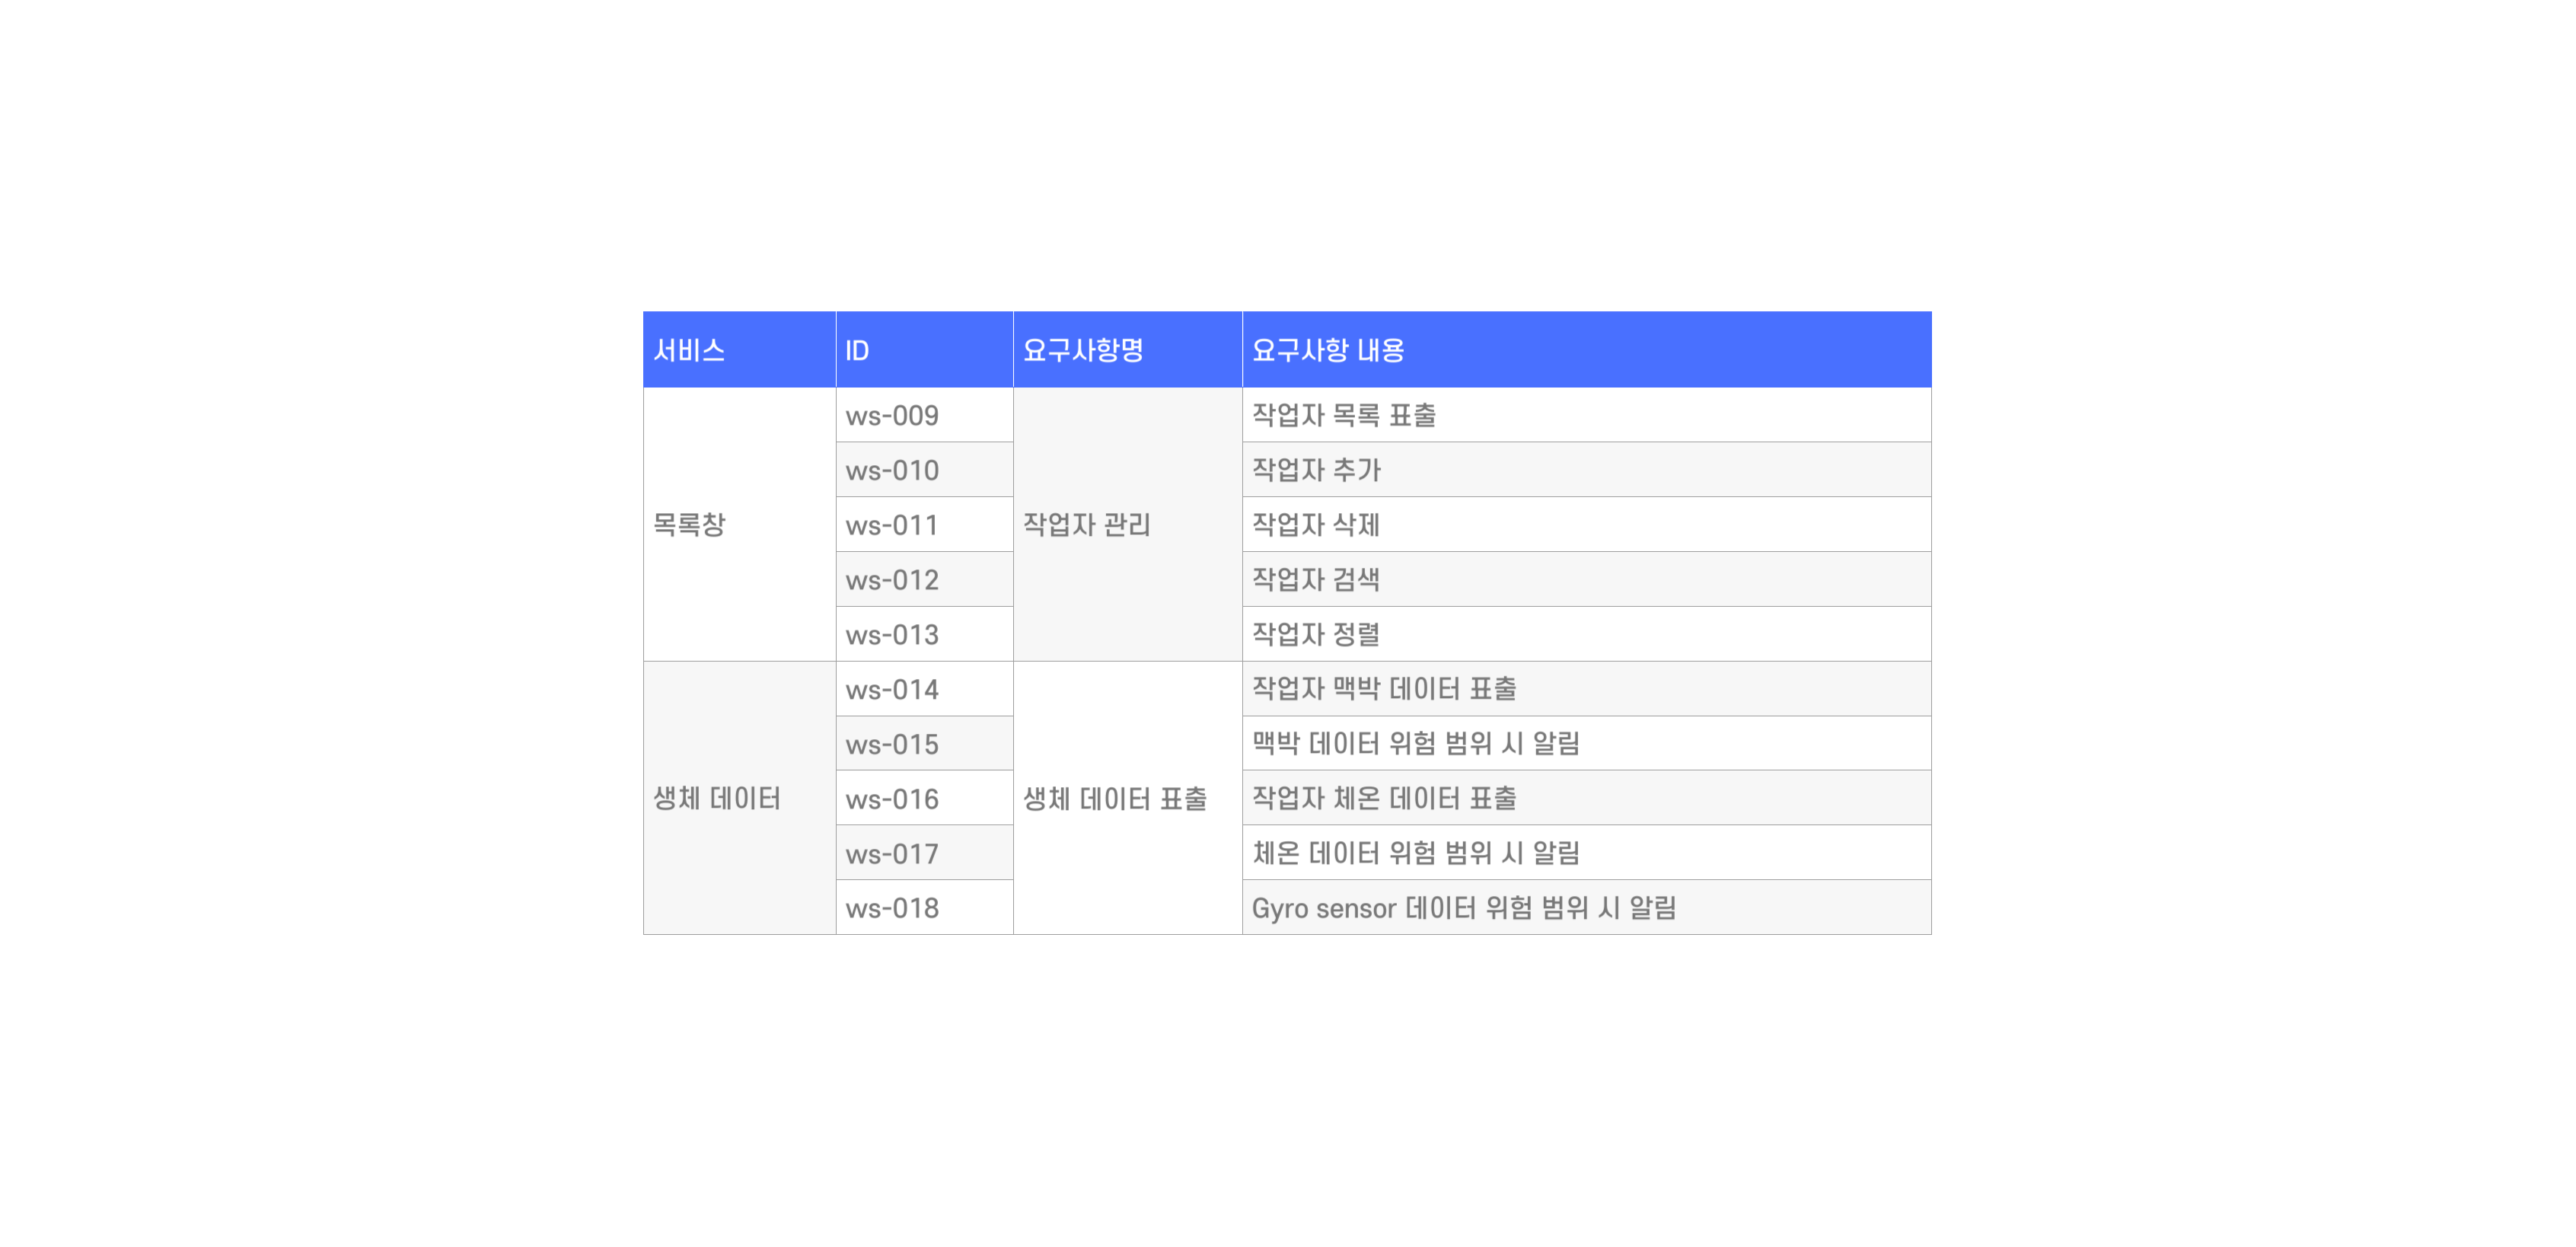 서비스 ID 요구사항명 요구사항 내용
목록창 ws-009 작업자 관리 작업자 목록 표출
ws-010 작업자 추가
ws-011 작업자 삭제
ws-012 작업자 검색
ws-013 작업자 정렬
생체 데이터 ws-014 생체 데이터 표출 작업자 맥박 데이터 표출
ws-015 맥박 데이터 위험 범위 시 알림
ws-016 작업자 체온 데이터 표출
ws-017 체온 데이터 위험 범위 시 알림
ws-018 Gyro sensor 데이터 위험 범위 시 알림